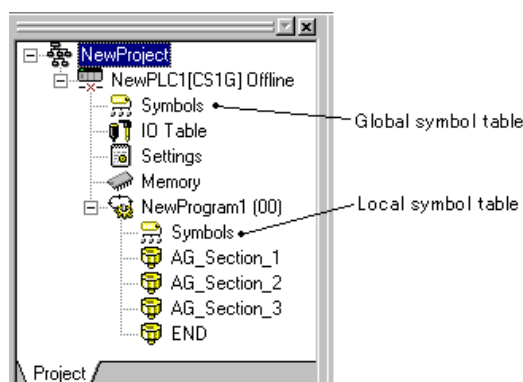 NewProject
NewPLC1[CS1G] Offline
Symbols
Global symbol table
IO Table
Settings
Memory
NewProgram1 (00)
Local symbol table
Symbols
AG_Section_1
AG_Section_2
AG_Section_3
END
Project